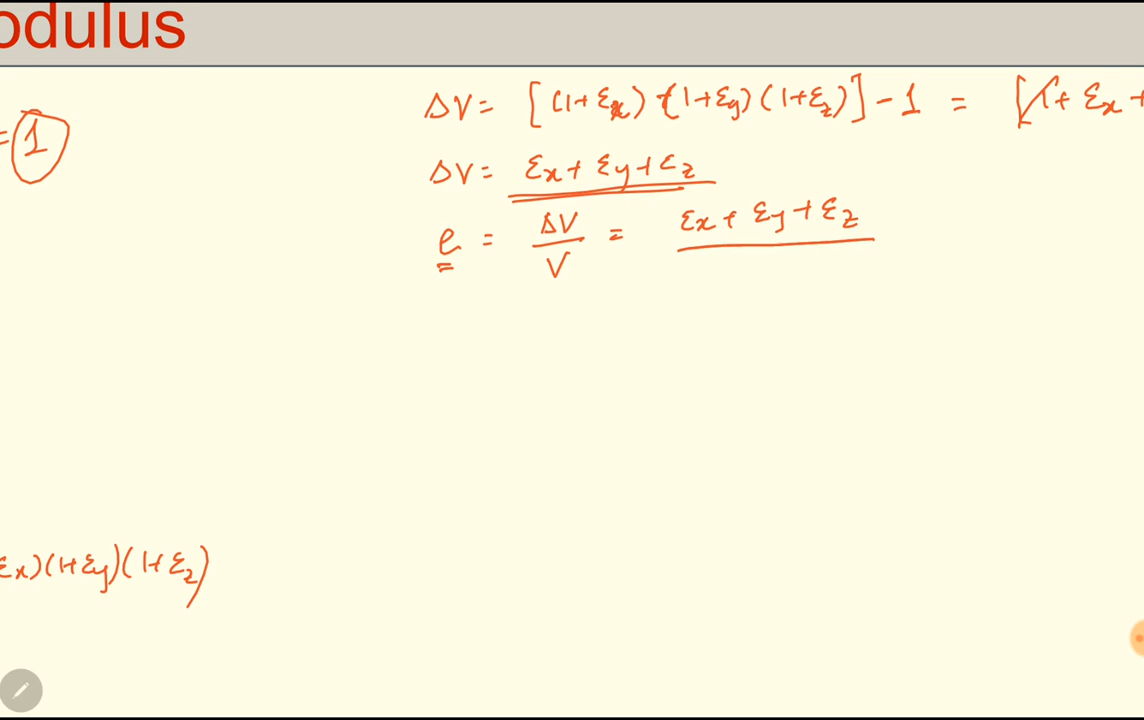 odulus
ΔV = [(1+εx) (1+εy) (1+εz)] - 1 = [1+ εx +
= 1
ΔV = εx + εy + εz
e = ΔV/V = εx + εy + εz
εx)(1+εy)(1+εz)